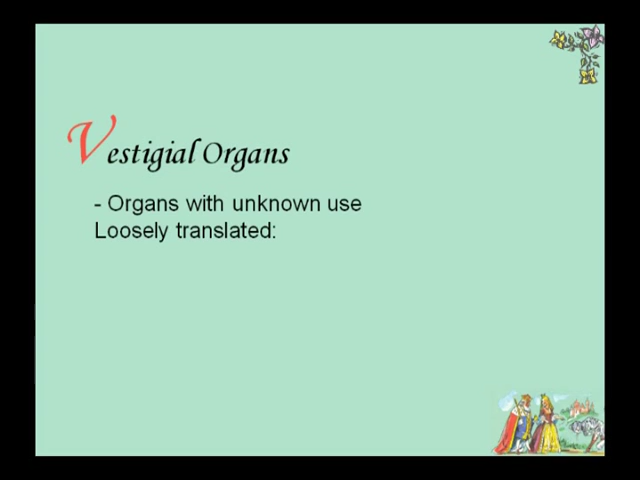 Vestigial Organs
- Organs with unknown use
Loosely translated: